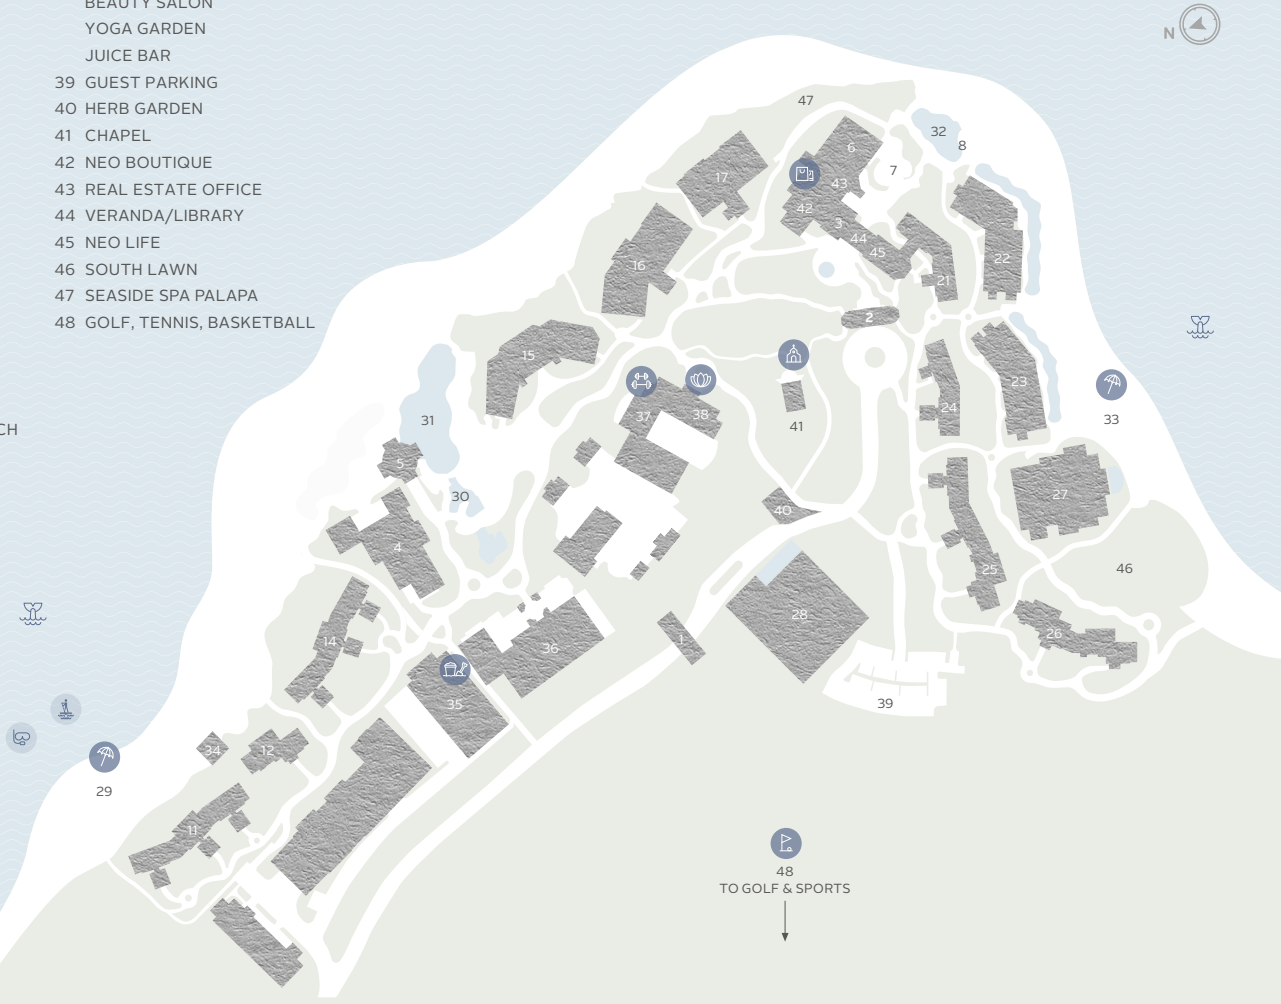 BEAUTY SALON
YOGA GARDEN
JUICE BAR
39 GUEST PARKING
40 HERB GARDEN
41 CHAPEL
42 NEO BOUTIQUE
43 REAL ESTATE OFFICE
44 VERANDA/LIBRARY
45 NEO LIFE
46 SOUTH LAWN
47 SEASIDE SPA PALAPA
48 GOLF, TENNIS, BASKETBALL
CH
N
47
32
8
6
7
17
43
42
3
44
45
16
22
21
2
15
23
24
33
31
37
38
41
5
30
27
40
4
46
25
28
14
1
26
36
39
35
34
12
29
11
48
TO GOLF & SPORTS